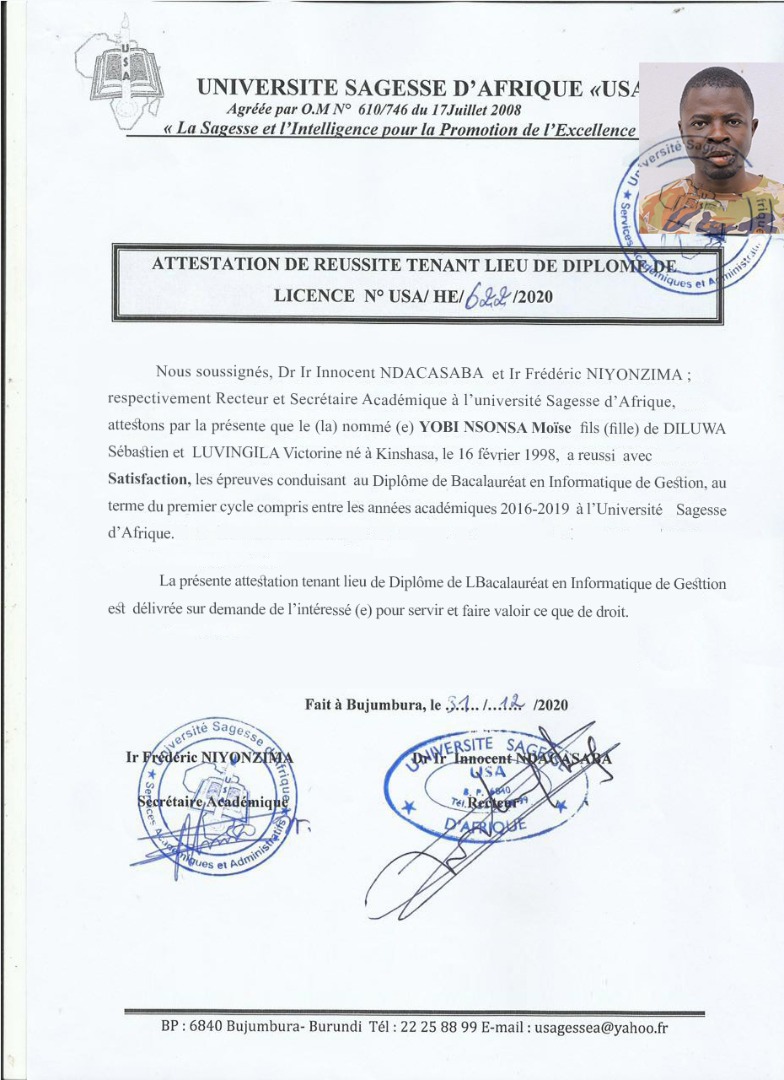 USA
UNIVERSITE SAGESSE D'AFRIQUE «USA
Agréée par O.M N° 610/746 du 17Juillet 2008
« La Sagesse et l'Intelligence pour la Promotion de l'Excellence
Université Sag frique
Services Académiques et Administratif
ATTESTATION DE REUSSITE TENANT LIEU DE DIPLOME DE
LICENCE N° USA/ HE/622/2020
Nous soussignés, Dr Ir Innocent NDACASABA et Ir Frédéric NIYONZIMA ;
respectivement Recteur et Secrétaire Académique à l'université Sagesse d'Afrique,
attestons par la présente que le (la) nommé (e) YOBI NSONSA Moïse fils (fille) de DILUWA
Sébastien et LUVINGILA Victorine né à Kinshasa, le 16 février 1998, a reussi avec
Satisfaction, les épreuves conduisant au Diplôme de Bacalauréat en Informatique de Gestion, au
terme du premier cycle compris entre les années académiques 2016-2019 à l'Université Sagesse
d'Afrique.
La présente attestation tenant lieu de Diplôme de LBacalauréat en Informatique de Gesttion
est délivrée sur demande de l'intéressé (e) pour servir et faire valoir ce que de droit.
Fait à Bujumbura, le 31 / 12 /2020
Ir Frédéric NIYONZIMA
Dr Ir Innocent NDACASABA
Secrétaire Académique
Recteur
Université Sagesse d'Afrique
Services Académiques et Administratifs
UNIVERSITE SAGESSE
USA
B. P. 6840
Tél.
D'AFRIQUE
BP : 6840 Bujumbura- Burundi Tél : 22 25 88 99 E-mail : usagessea@yahoo.fr